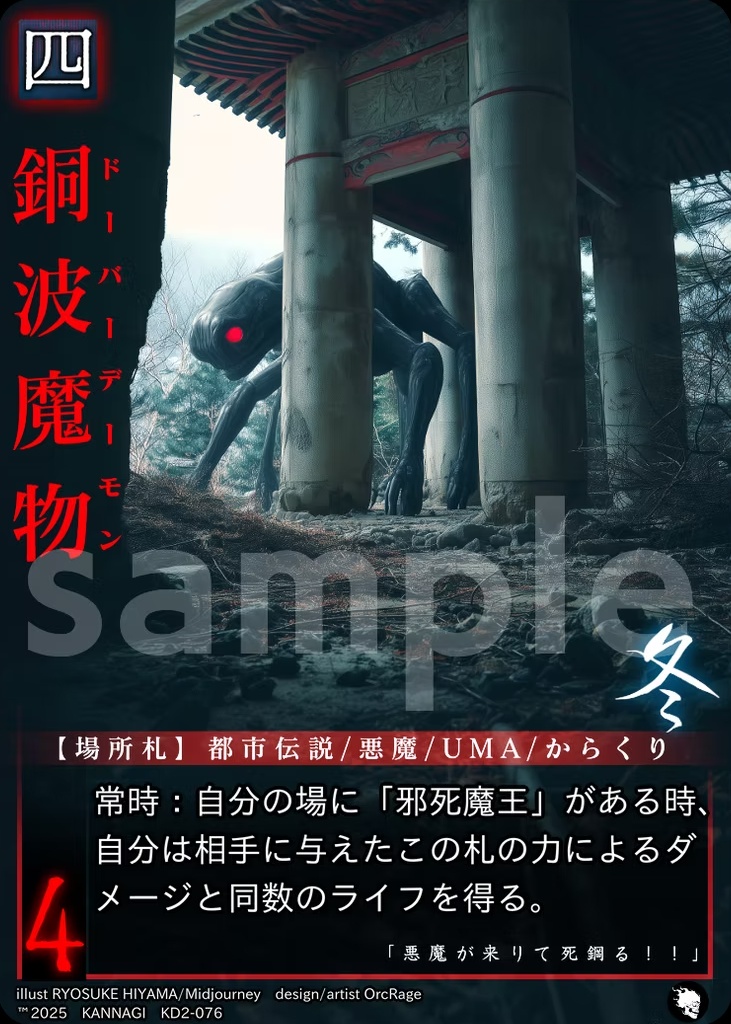 四
銅波魔物
ドーバーデーモン
sample
冬
【場所札】都市伝説/悪魔/UMA/からくり
常時：自分の場に「邪死魔王」がある時、
自分は相手に与えたこの札の力によるダ
メージと同数のライフを得る。
4
「悪魔が来りて死鋼る！！」
illust RYOSUKE HIYAMA/Midjourney design/artist OrcRage
™2025 KANNAGI KD2-076